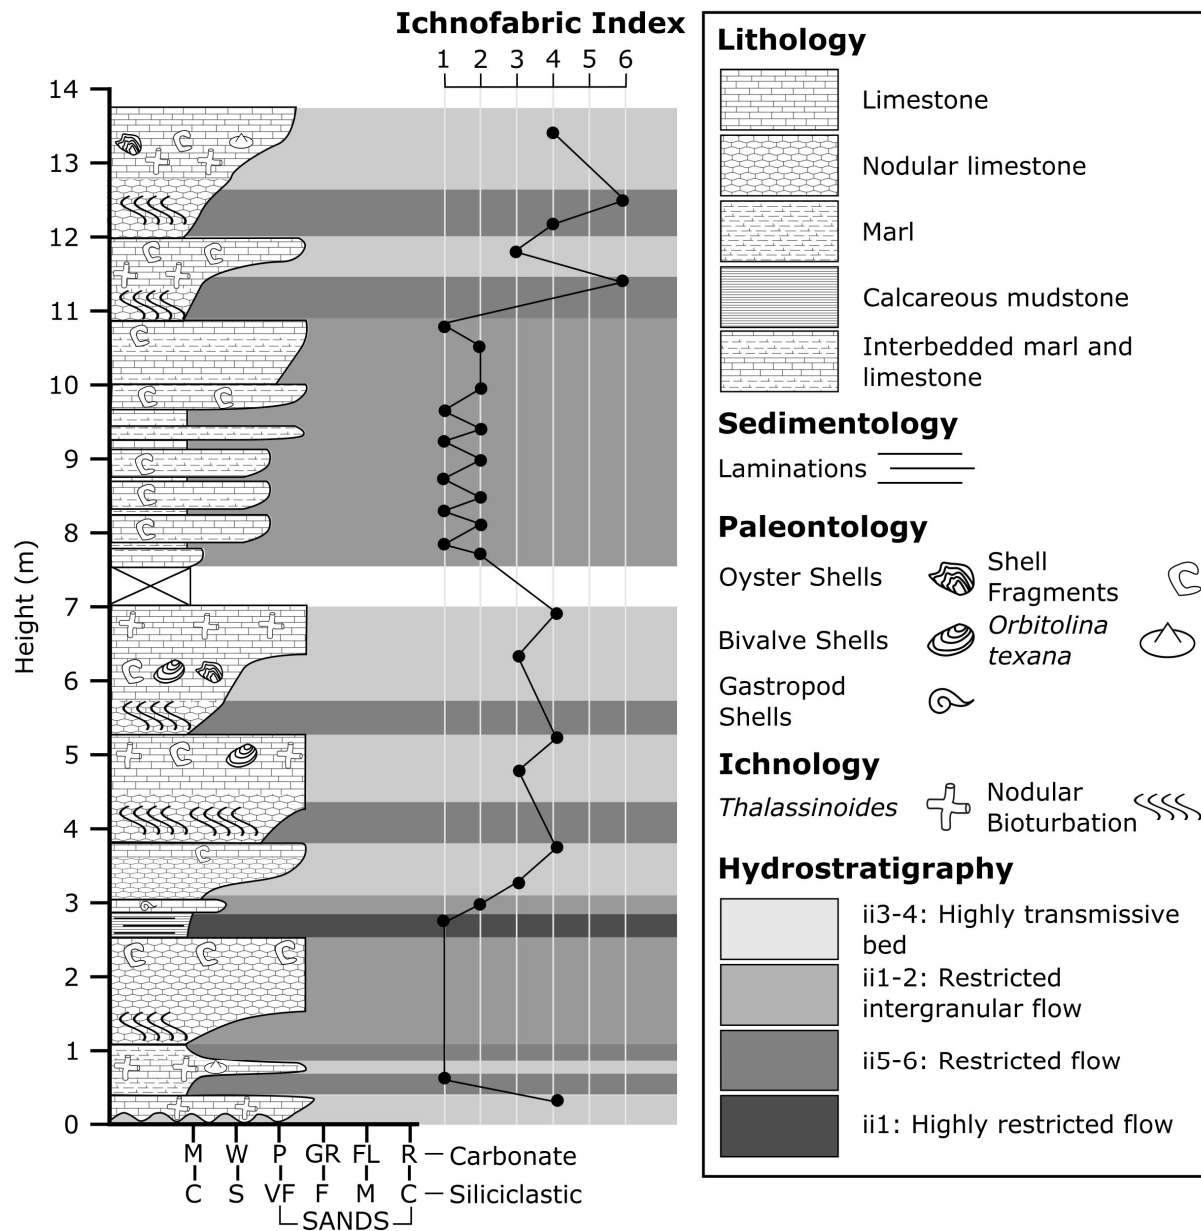 Ichnofabric Index
1 2 3 4 5 6
14
13
12
11
10
9
8
7
6
5
4
3
2
1
0
Height (m)
M W P GR FL R – Carbonate
C S VF F M C – Siliciclastic
SANDS
Lithology
Limestone
Nodular limestone
Marl
Calcareous mudstone
Interbedded marl and
limestone
Sedimentology
Laminations
Paleontology
Oyster Shells
Shell
Fragments
Bivalve Shells
Orbitolina
texana
Gastropod
Shells
Ichnology
Thalassinoides
Nodular
Bioturbation
Hydrostratigraphy
ii3-4: Highly transmissive
bed
ii1-2: Restricted
intergranular flow
ii5-6: Restricted flow
ii1: Highly restricted flow